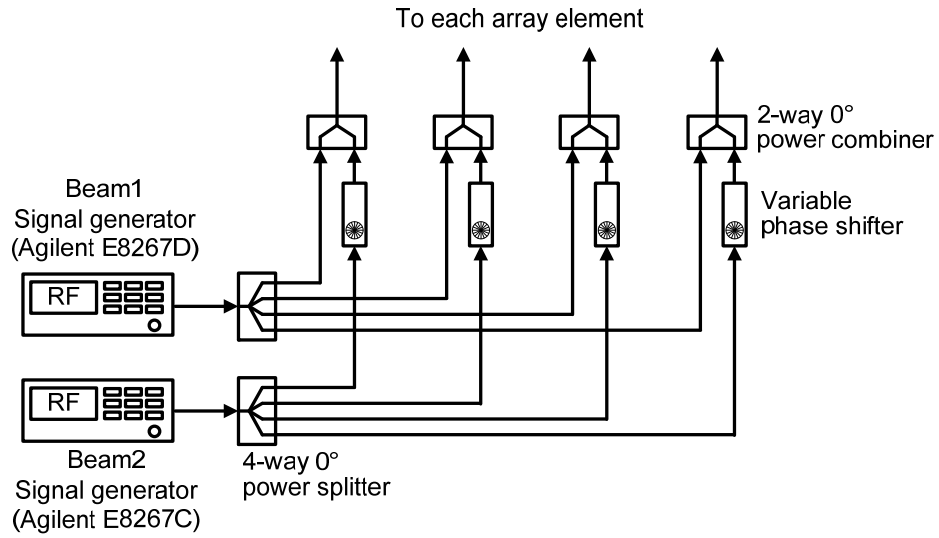 To each array element
2-way 0°
power combiner
Beam1
Signal generator
(Agilent E8267D)
Variable
phase shifter
RF
RF
Beam2
Signal generator
(Agilent E8267C)
4-way 0°
power splitter